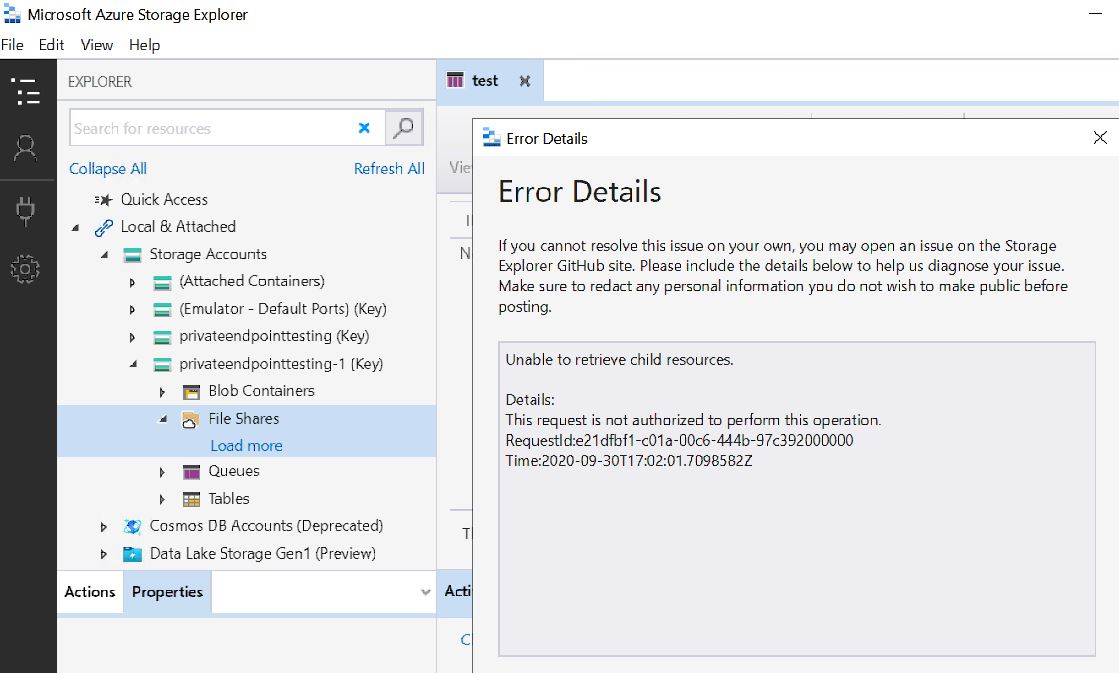 Microsoft Azure Storage Explorer
File Edit View Help
EXPLORER
Search for resources
Collapse All Refresh All
Quick Access
Local & Attached
Storage Accounts
(Attached Containers)
(Emulator - Default Ports) (Key)
privateendpointtesting (Key)
privateendpointtesting-1 (Key)
Blob Containers
File Shares
Load more
Queues
Tables
Cosmos DB Accounts (Deprecated)
Data Lake Storage Gen1 (Preview)
Actions Properties
test
Error Details
Error Details
If you cannot resolve this issue on your own, you may open an issue on the Storage
Explorer GitHub site. Please include the details below to help us diagnose your issue.
Make sure to redact any personal information you do not wish to make public before
posting.
Unable to retrieve child resources.
Details:
This request is not authorized to perform this operation.
RequestId:e21dfbf1-c01a-00c6-444b-97c392000000
Time:2020-09-30T17:02:01.7098582Z